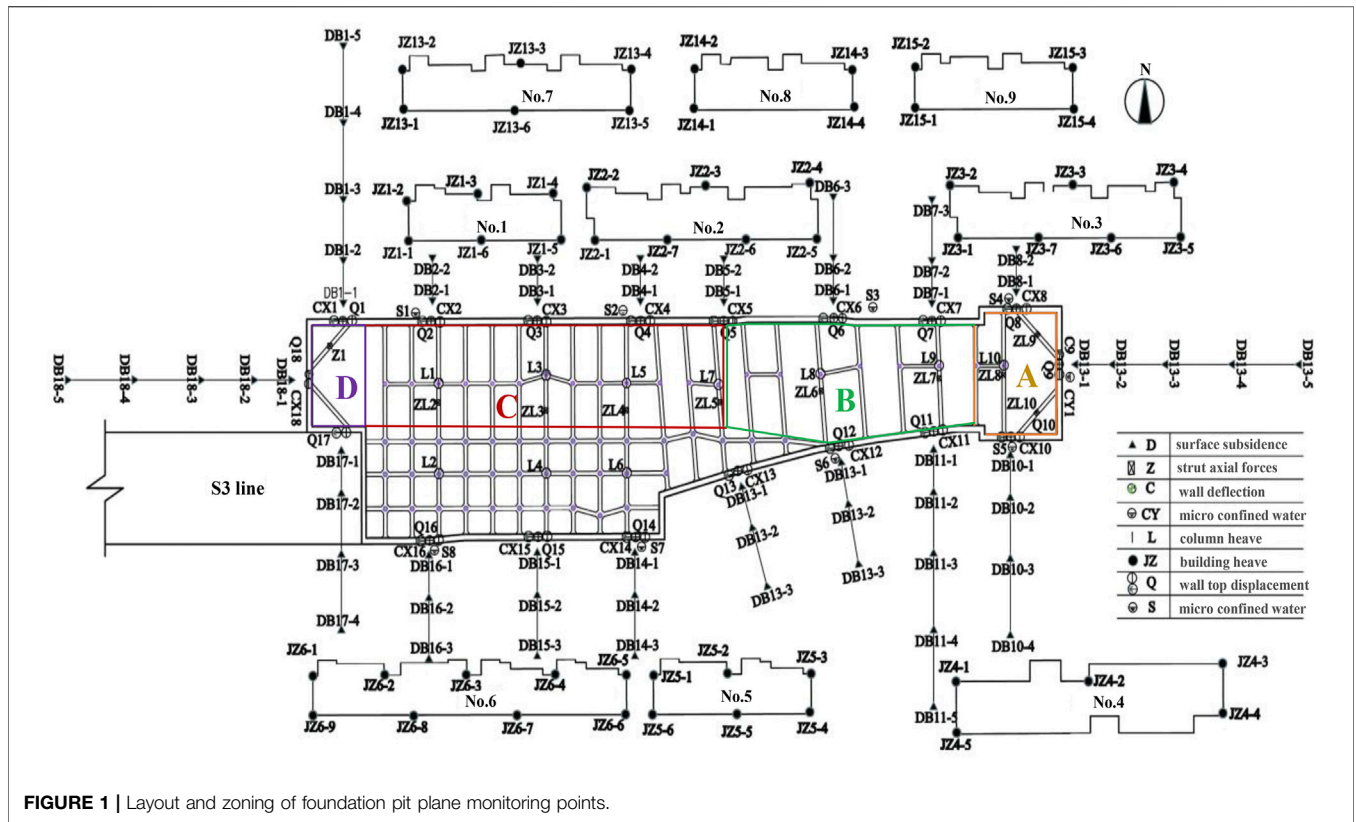 DB1-5
JZ13-2
JZ13-3
JZ13-4
JZ14-2
JZ14-3
JZ15-2
JZ15-3
N
DB1-4
No.7
No.8
No.9
JZ13-1
JZ13-6
JZ13-5
JZ14-1
JZ14-4
JZ15-1
JZ15-4
DB1-3
JZ1-2
JZ1-3
JZ1-4
JZ2-2
JZ2-3
JZ2-4
DB6-3
JZ3-2
JZ3-3
JZ3-4
DB7-3
DB1-2
No.1
No.2
No.3
JZ1-1
JZ1-6
JZ1-5
JZ2-1
JZ2-7
JZ2-6
JZ2-5
JZ3-1
JZ3-7
JZ3-6
JZ3-5
DB2-2
DB3-2
DB4-2
DB5-2
DB6-2
DB7-2
DB8-2
DB1-1
DB2-1
DB3-1
DB4-1
DB5-1
DB6-1
DB7-1
DB8-1
CX1
Q1
S1
CX2
CX3
S2
CX4
CX5
CX6
S3
CX7
S4
CX8
Q2
Q3
Q4
Q5
Q6
Q7
Q8
Q18
Z1
ZL9
C9
Q9
DB18-5
DB18-4
DB18-3
DB18-2
DB18-1
CX18
D
L1
L3
L5
L7
L8
L9
L10
ZL2
C
ZL3
ZL4
ZL5
ZL6
B
ZL7
ZL8
A
ZL10
CY1
DB13-1
DB13-2
DB13-3
DB13-4
DB13-5
Q17
Q12
Q11
Q10
CX12
CX11
S5
CX10
S6
DB17-1
L2
L4
L6
Q13
CX13
DB13-1
DB13-1
DB11-1
DB10-1
S3 line
DB17-2
DB13-2
DB13-2
DB11-2
DB10-2
Q16
Q15
Q14
CX16
S8
CX15
CX14
S7
DB17-3
DB16-1
DB15-1
DB14-1
DB13-3
DB13-3
DB11-3
DB10-3
DB17-4
DB16-2
DB15-2
DB14-2
DB11-4
DB10-4
DB16-3
DB15-3
DB14-3
D surface subsidence
Z strut axial forces
C wall deflection
CY micro confined water
L column heave
JZ building heave
Q wall top displacement
S micro confined water
JZ6-1
JZ6-2
JZ6-3
JZ6-4
JZ6-5
JZ5-1
JZ5-2
JZ5-3
JZ4-1
JZ4-2
JZ4-3
No.6
No.5
No.4
JZ6-9
JZ6-8
JZ6-7
JZ6-6
JZ5-6
JZ5-5
JZ5-4
DB11-5
JZ4-5
JZ4-4
FIGURE 1 | Layout and zoning of foundation pit plane monitoring points.